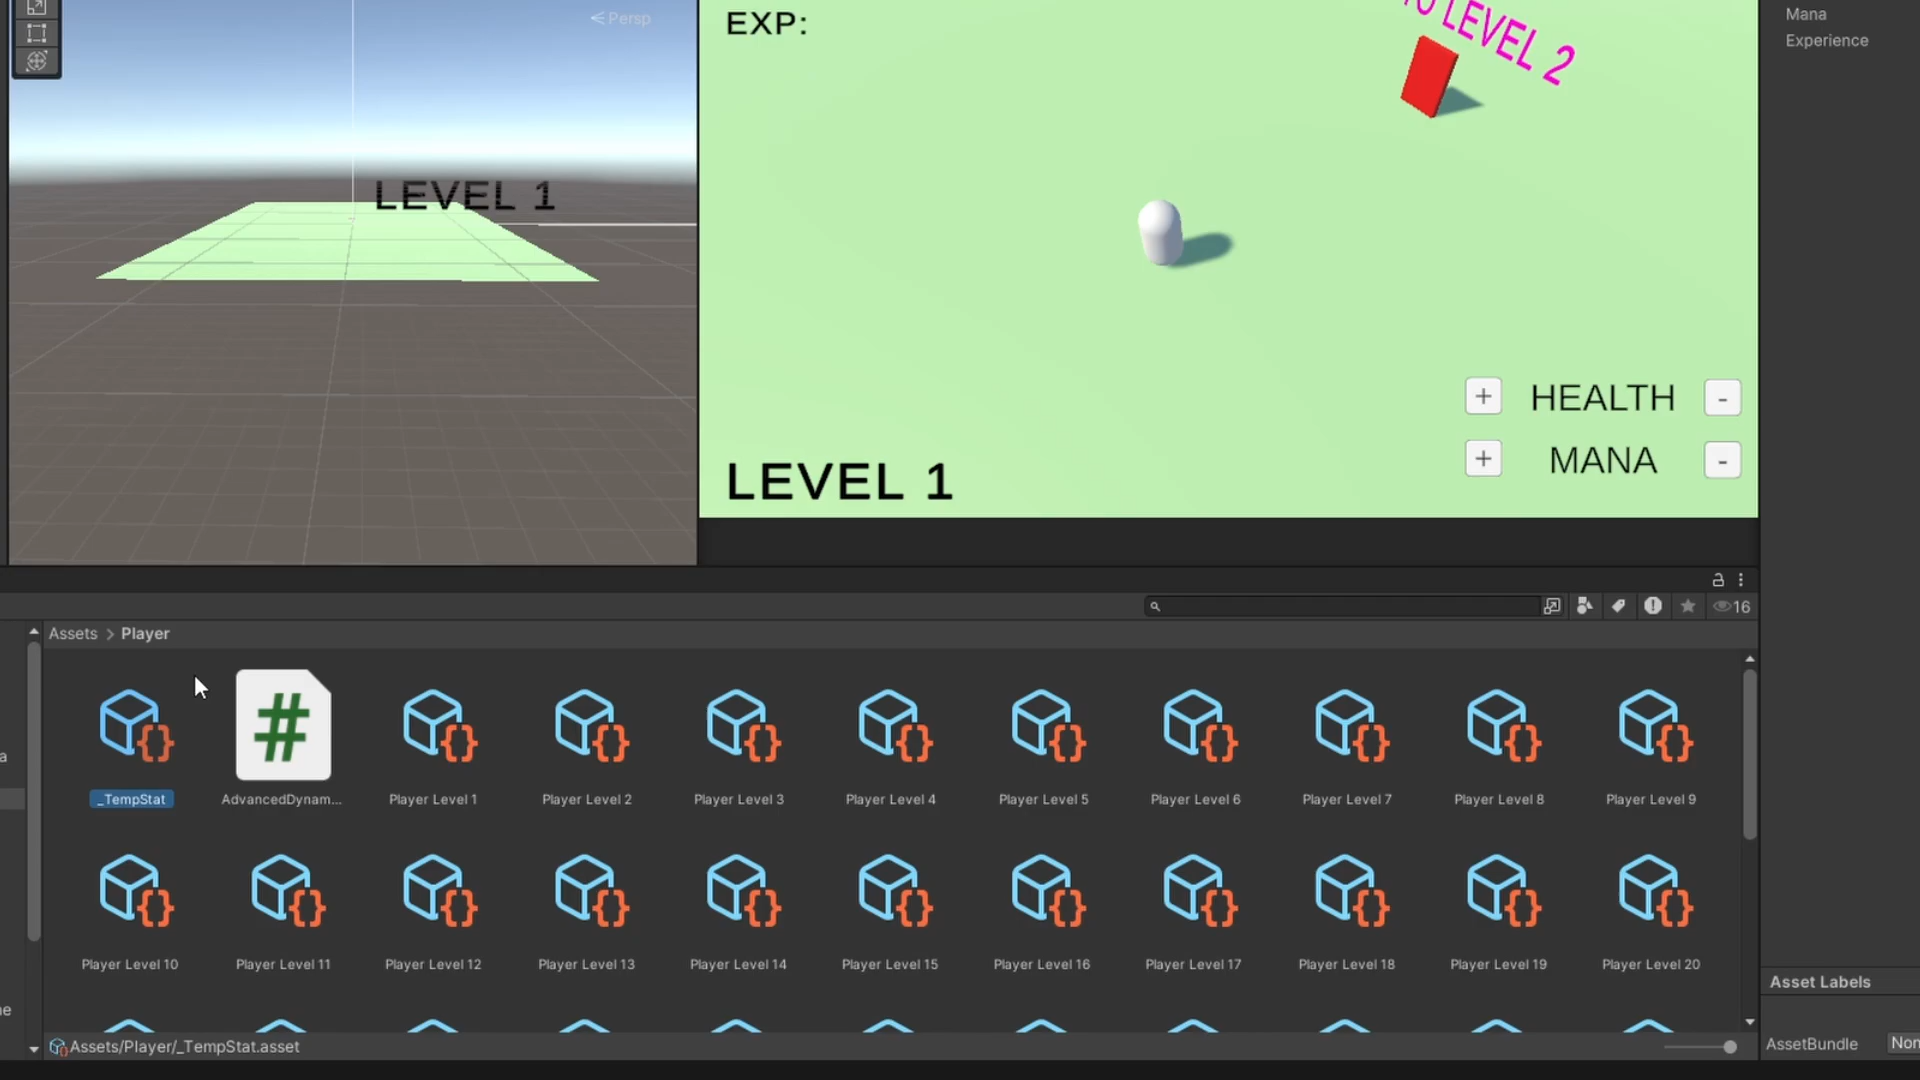 Persp
LEVEL 1
EXP:
TO LEVEL 2
+ HEALTH -
+ MANA -
LEVEL 1
Mana
Experience
16
Assets > Player
_TempStat
AdvancedDynam...
Player Level 1
Player Level 2
Player Level 3
Player Level 4
Player Level 5
Player Level 6
Player Level 7
Player Level 8
Player Level 9
Player Level 10
Player Level 11
Player Level 12
Player Level 13
Player Level 14
Player Level 15
Player Level 16
Player Level 17
Player Level 18
Player Level 19
Player Level 20
Assets/Player/_TempStat.asset
Asset Labels
AssetBundle